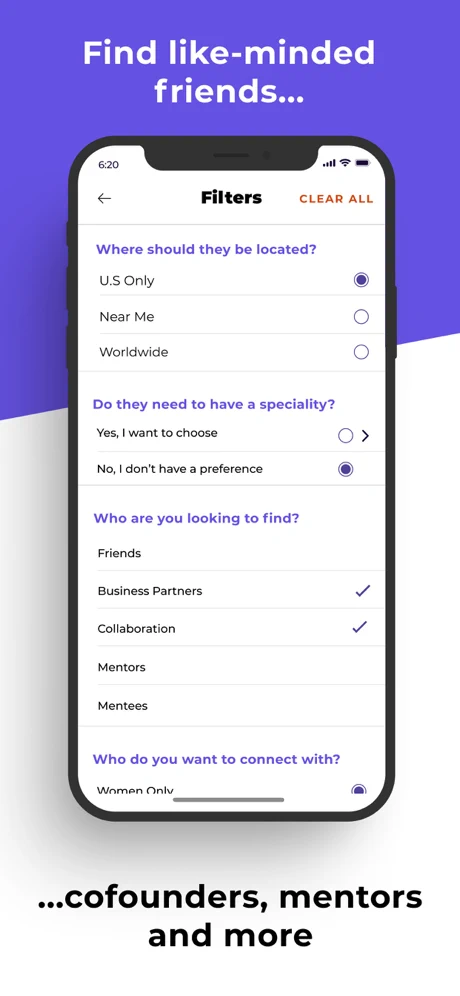 Find like-minded
friends...
6:20
Filters
CLEAR ALL
Where should they be located?
U.S Only
Near Me
Worldwide
Do they need to have a speciality?
Yes, I want to choose
No, I don’t have a preference
Who are you looking to find?
Friends
Business Partners
Collaboration
Mentors
Mentees
Who do you want to connect with?
Women Only
...cofounders, mentors
and more